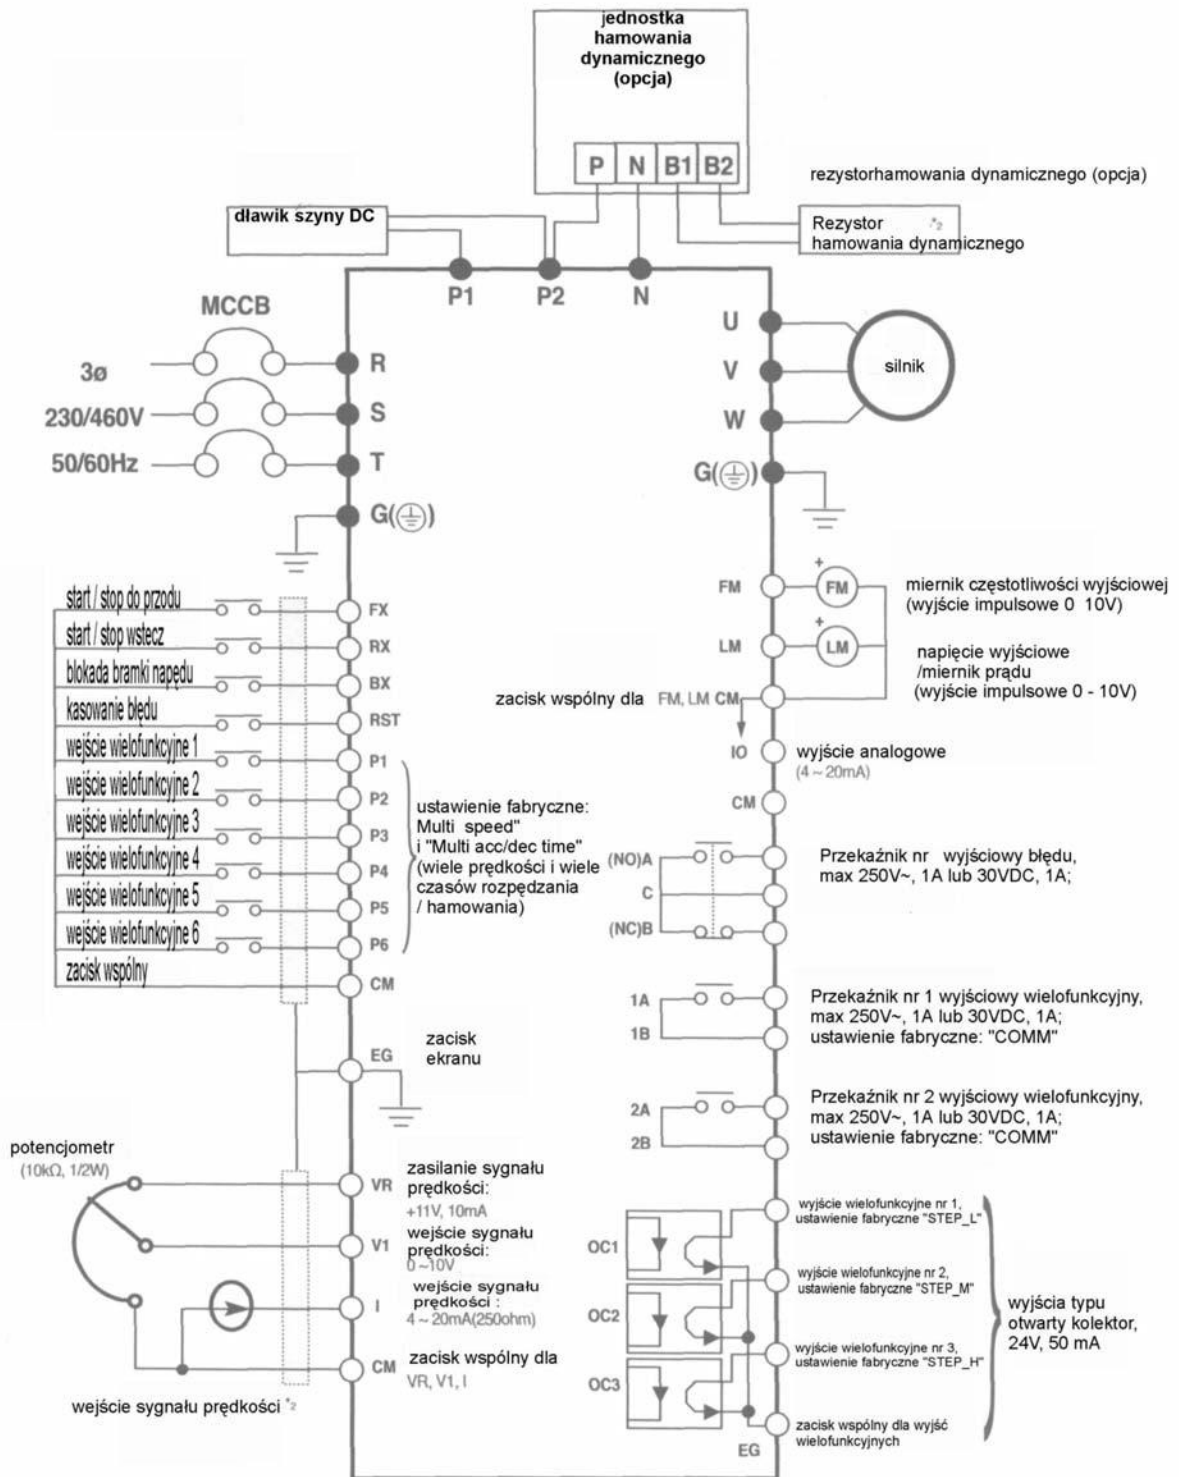 jednostka
hamowania
dynamicznego
(opcja)
P N B1 B2
rezystorhamowania dynamicznego (opcja)
dławik szyny DC
Rezystor *2
hamowania dynamicznego
P1 P2 N
MCCB
3ø
230/460V
50/60Hz
R
S
T
G( )
U
V
W
G( )
silnik
start / stop do przodu
FX
start / stop wstecz
RX
blokada bramki napędu
BX
kasowanie błędu
RST
wejście wielofunkcyjne 1
P1
wejście wielofunkcyjne 2
P2
wejście wielofunkcyjne 3
P3
wejście wielofunkcyjne 4
P4
wejście wielofunkcyjne 5
P5
wejście wielofunkcyjne 6
P6
zacisk wspólny
CM
ustawienie fabryczne:
Multi speed"
i "Multi acc/dec time"
(wiele prędkości i wiele
czasów rozpędzania
/ hamowania)
EG
zacisk
ekranu
potencjometr
(10kΩ, 1/2W)
VR
zasilanie sygnału
prędkości:
+11V, 10mA
V1
wejście sygnału
prędkości:
0 ~10V
I
wejście sygnału
prędkości :
4 ~ 20mA(250ohm)
CM
zacisk wspólny dla
VR, V1, I
wejście sygnału prędkości *2
FM
+
FM
miernik częstotliwości wyjściowej
(wyjście impulsowe 0 10V)
LM
+
LM
napięcie wyjściowe
/miernik prądu
(wyjście impulsowe 0 - 10V)
zacisk wspólny dla FM, LM CM
IO
wyjście analogowe
(4 ~ 20mA)
CM
(NO)A
C
(NC)B
Przekaźnik nr wyjściowy błędu,
max 250V~, 1A lub 30VDC, 1A;
1A
1B
Przekaźnik nr 1 wyjściowy wielofunkcyjny,
max 250V~, 1A lub 30VDC, 1A;
ustawienie fabryczne: "COMM"
2A
2B
Przekaźnik nr 2 wyjściowy wielofunkcyjny,
max 250V~, 1A lub 30VDC, 1A;
ustawienie fabryczne: "COMM"
OC1
wyjście wielofunkcyjne nr 1,
ustawienie fabryczne "STEP_L"
OC2
wyjście wielofunkcyjne nr 2,
ustawienie fabryczne "STEP_M"
OC3
wyjście wielofunkcyjne nr 3,
ustawienie fabryczne "STEP_H"
EG
zacisk wspólny dla wyjść
wielofunkcyjnych
wyjścia typu
otwarty kolektor,
24V, 50 mA